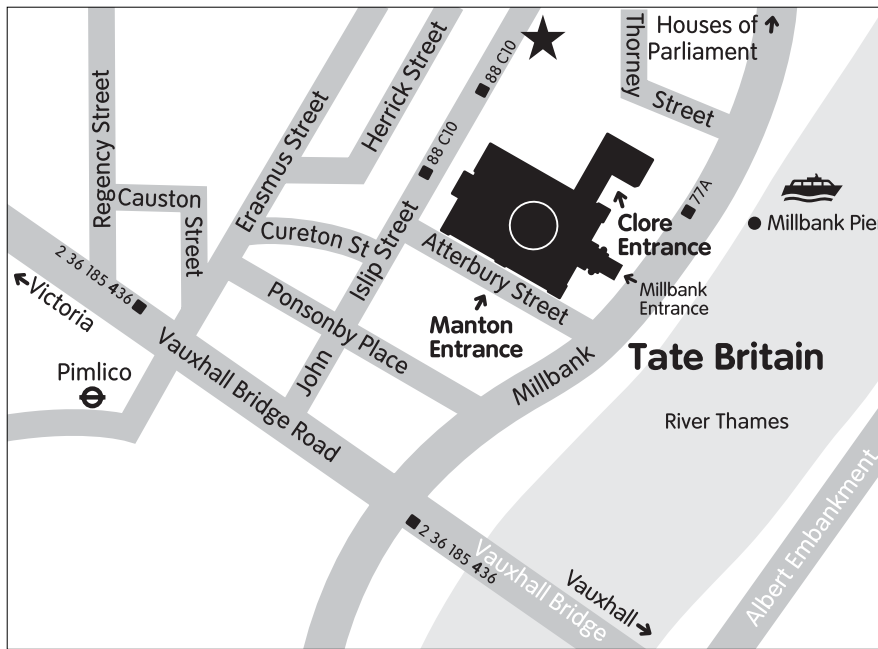 Houses of
Parliament
Thorney
Street
Herrick Street
88 C10
Regency Street
Erasmus Street
88 C10
Causton
Street
77A
Millbank Pier
Clore
Entrance
Cureton St
Atterbury Street
John Islip Street
2 36 185 436
Victoria
Ponsonby Place
Millbank
Entrance
Manton
Entrance
Vauxhall Bridge Road
Tate Britain
Pimlico
Millbank
River Thames
Albert Embankment
2 36 185 436
Vauxhall Bridge
Vauxhall